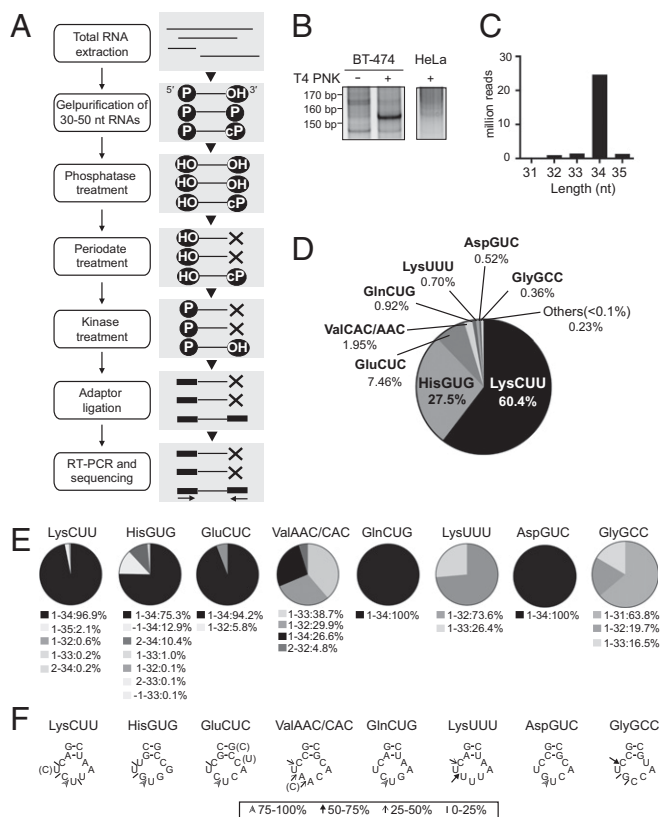 A
Total RNA
extraction
Gelpurification of
30-50 nt RNAs
Phosphatase
treatment
Periodate
treatment
Kinase
treatment
Adaptor
ligation
RT-PCR and
sequencing
5′ P OH 3′
P P
P cP
HO OH
HO OH
HO cP
HO X
HO X
HO cP
P X
P X
P OH
X
X
X
X
B
BT-474 HeLa
T4 PNK − + +
170 bp
160 bp
150 bp
C
million reads
30
20
10
0
31 32 33 34 35
Length (nt)
D
AspGUC
0.52%
LysUUU
0.70%
GlyGCC
0.36%
GlnCUG
0.92%
Others(<0.1%)
0.23%
ValCAC/AAC
1.95%
GluCUC
7.46%
HisGUG
27.5%
LysCUU
60.4%
E
LysCUU HisGUG GluCUC ValAAC/CAC GlnCUG LysUUU AspGUC GlyGCC
1-34:96.9%
1-35:2.1%
1-32:0.6%
1-33:0.2%
2-34:0.2%
1-34:75.3%
-1-34:12.9%
2-34:10.4%
1-33:1.0%
1-32:0.1%
2-33:0.1%
-1-33:0.1%
1-34:94.2%
1-32:5.8%
1-33:38.7%
1-32:29.9%
1-34:26.6%
2-32:4.8%
1-34:100%
1-32:73.6%
1-33:26.4%
1-34:100%
1-31:63.8%
1-32:19.7%
1-33:16.5%
F
LysCUU HisGUG GluCUC ValAAC/CAC GlnCUG LysUUU AspGUC GlyGCC
75-100% 50-75% 25-50% 0-25%